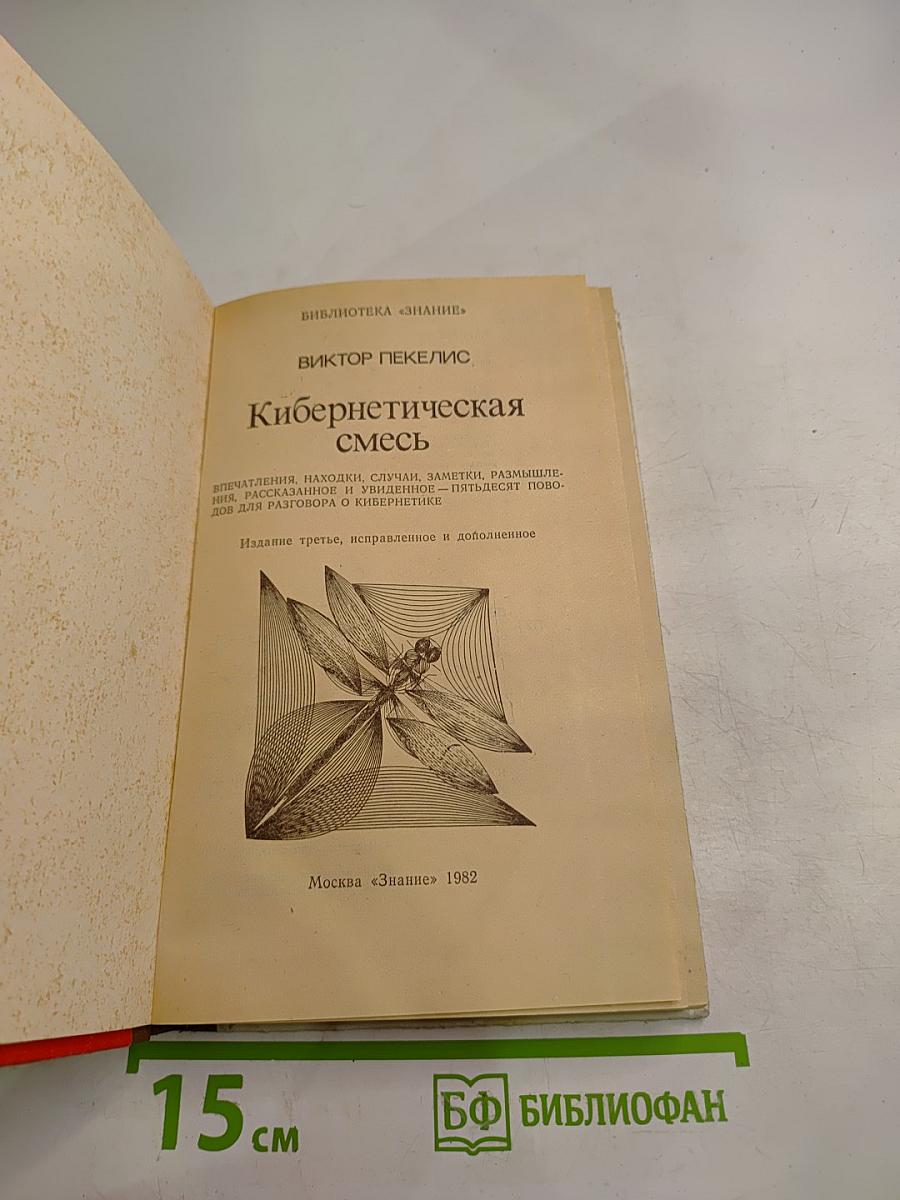 БИБЛИОТЕКА «ЗНАНИЕ»
ВИКТОР ПЕКЕЛИС
Кибернетическая
смесь
ВПЕЧАТЛЕНИЯ, НАХОДКИ, СЛУЧАИ, ЗАМЕТКИ, РАЗМЫШЛЕ-
НИЯ, РАССКАЗАННОЕ И УВИДЕННОЕ — ПЯТЬДЕСЯТ ПОВО-
ДОВ ДЛЯ РАЗГОВОРА О КИБЕРНЕТИКЕ
Издание третье, исправленное и дополненное
Москва «Знание» 1982
15 см
БФ БИБЛИОФАН